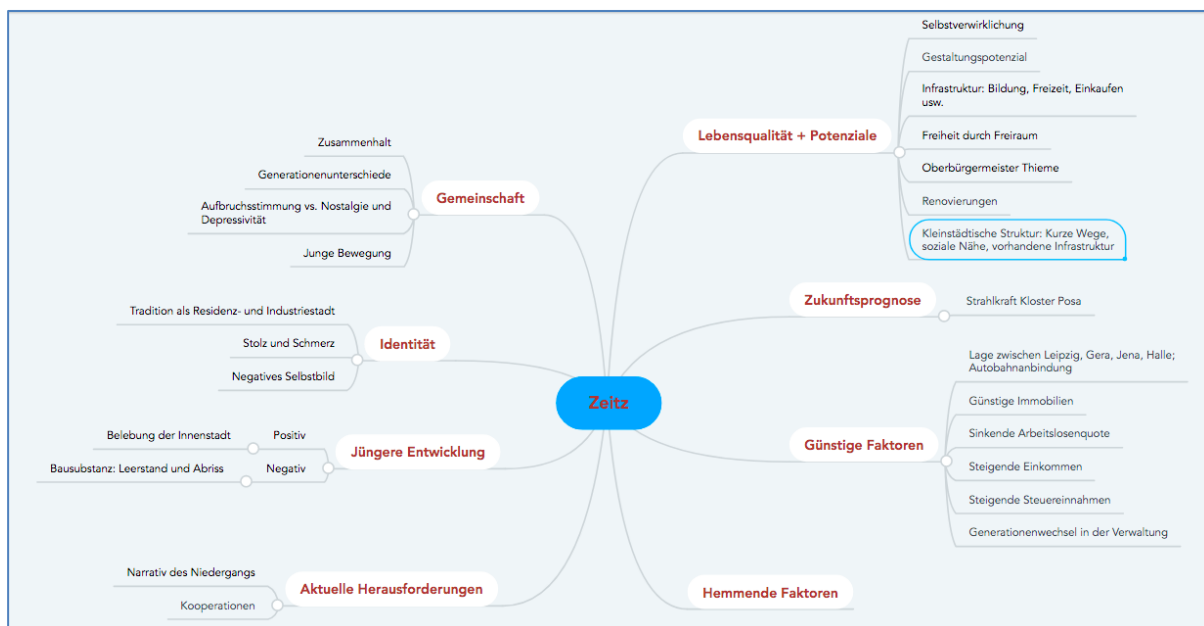 Zeitz
Gemeinschaft
Zusammenhalt
Generationenunterschiede
Aufbruchsstimmung vs. Nostalgie und
Depressivität
Junge Bewegung
Identität
Tradition als Residenz- und Industriestadt
Stolz und Schmerz
Negatives Selbstbild
Jüngere Entwicklung
Positiv
Belebung der Innenstadt
Negativ
Bausubstanz: Leerstand und Abriss
Aktuelle Herausforderungen
Narrativ des Niedergangs
Kooperationen
Lebensqualität + Potenziale
Selbstverwirklichung
Gestaltungspotenzial
Infrastruktur: Bildung, Freizeit, Einkaufen
usw.
Freiheit durch Freiraum
Oberbürgermeister Thieme
Renovierungen
Kleinstädtische Struktur: Kurze Wege,
soziale Nähe, vorhandene Infrastruktur
Zukunftsprognose
Strahlkraft Kloster Posa
Günstige Faktoren
Lage zwischen Leipzig, Gera, Jena, Halle;
Autobahnanbindung
Günstige Immobilien
Sinkende Arbeitslosenquote
Steigende Einkommen
Steigende Steuereinnahmen
Generationenwechsel in der Verwaltung
Hemmende Faktoren